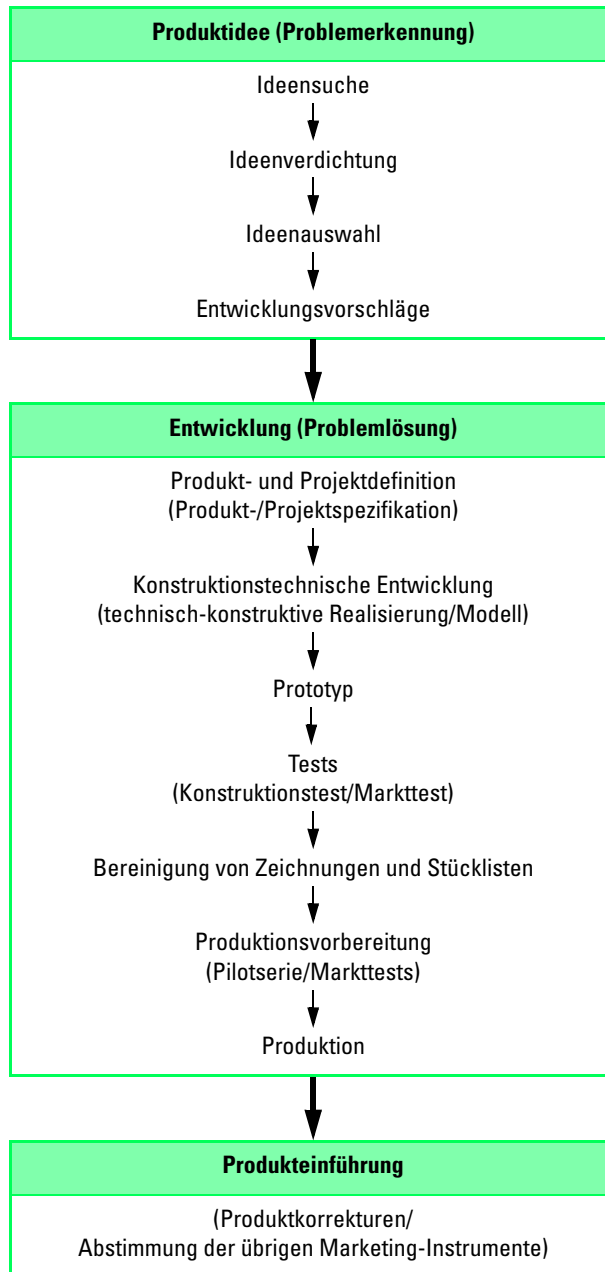 Produktidee (Problemerkennung)
Ideensuche
Ideenverdichtung
Ideenauswahl
Entwicklungsvorschläge
Entwicklung (Problemlösung)
Produkt- und Projektdefinition
(Produkt-/Projektspezifikation)
Konstruktionstechnische Entwicklung
(technisch-konstruktive Realisierung/Modell)
Prototyp
Tests
(Konstruktionstest/Markttest)
Bereinigung von Zeichnungen und Stücklisten
Produktionsvorbereitung
(Pilotserie/Markttests)
Produktion
Produkteinführung
(Produktkorrekturen/
Abstimmung der übrigen Marketing-Instrumente)